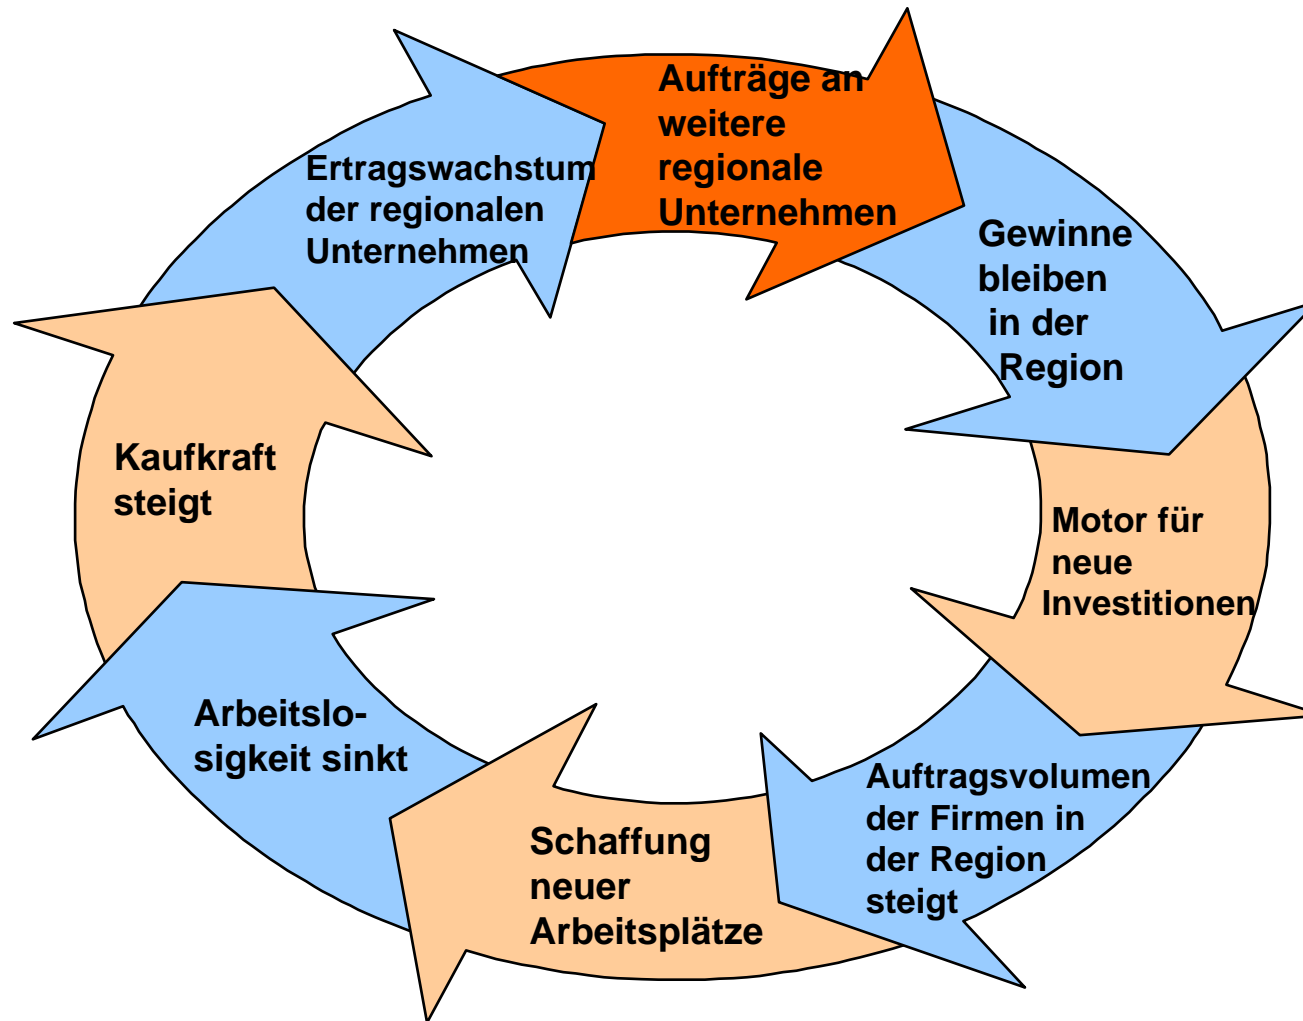 Aufträge an
weitere
regionale
Unternehmen
Gewinne
bleiben
in der
Region
Motor für
neue
Investitionen
Auftragsvolumen
der Firmen in
der Region
steigt
Schaffung
neuer
Arbeitsplätze
Arbeitslo-
sigkeit sinkt
Kaufkraft
steigt
Ertragswachstum
der regionalen
Unternehmen